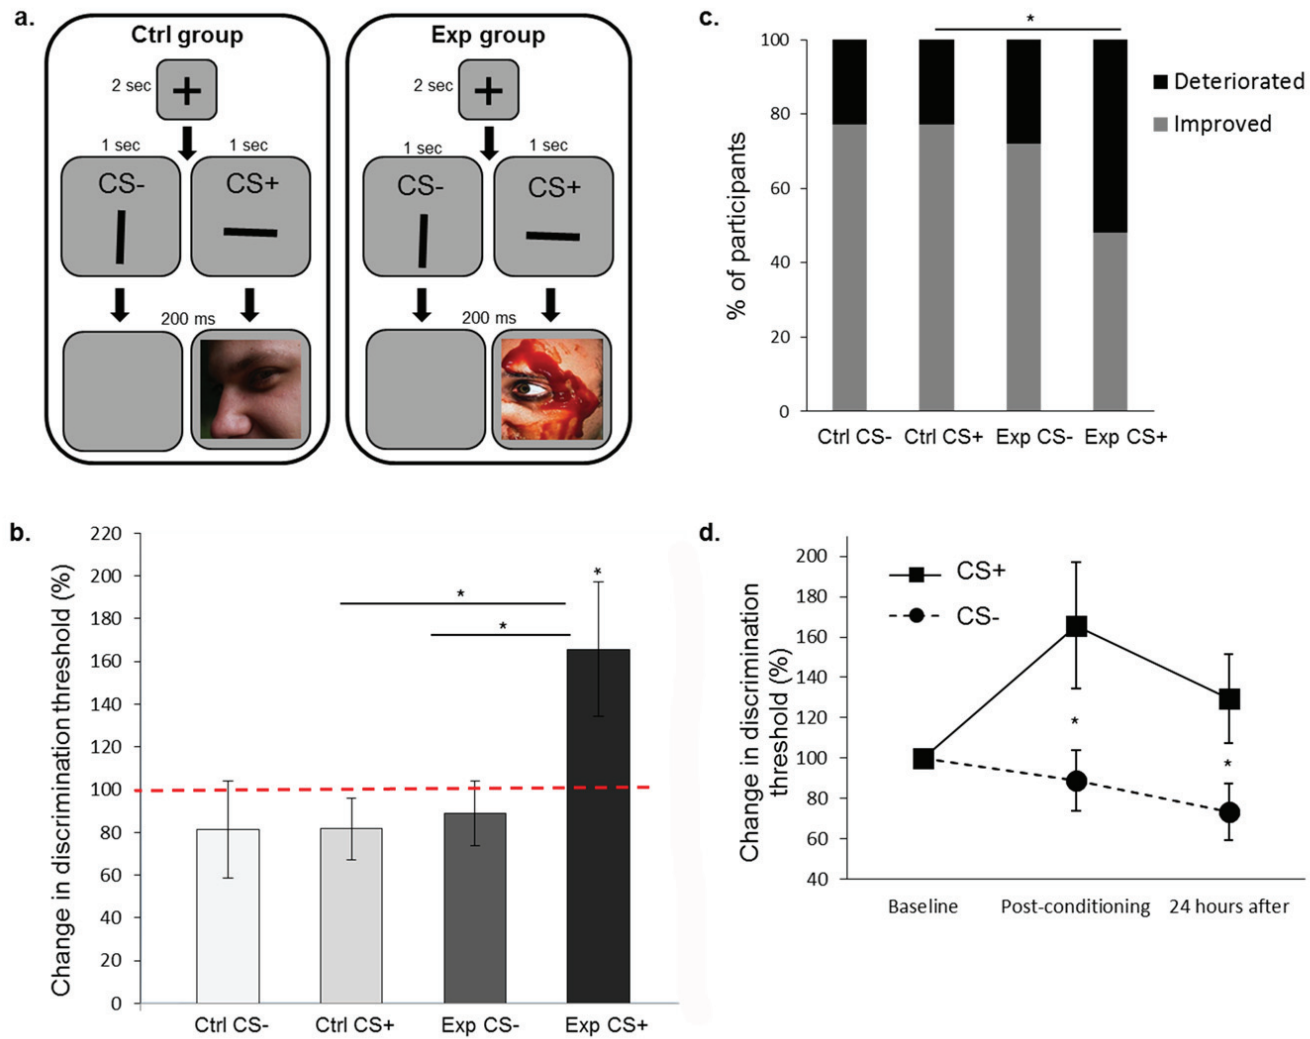 a.
Ctrl group
2 sec
+
1 sec
1 sec
CS-
CS+
200 ms
Exp group
2 sec
+
1 sec
1 sec
CS-
CS+
200 ms
b.
Change in discrimination threshold (%)
220
200
180
160
140
120
100
80
60
40
20
0
*
*
*
Ctrl CS-
Ctrl CS+
Exp CS-
Exp CS+
c.
% of participants
100
80
60
40
20
0
*
Deteriorated
Improved
Ctrl CS-
Ctrl CS+
Exp CS-
Exp CS+
d.
Change in discrimination
threshold (%)
200
180
160
140
120
100
80
60
40
CS+
CS-
*
*
Baseline
Post-conditioning
24 hours after